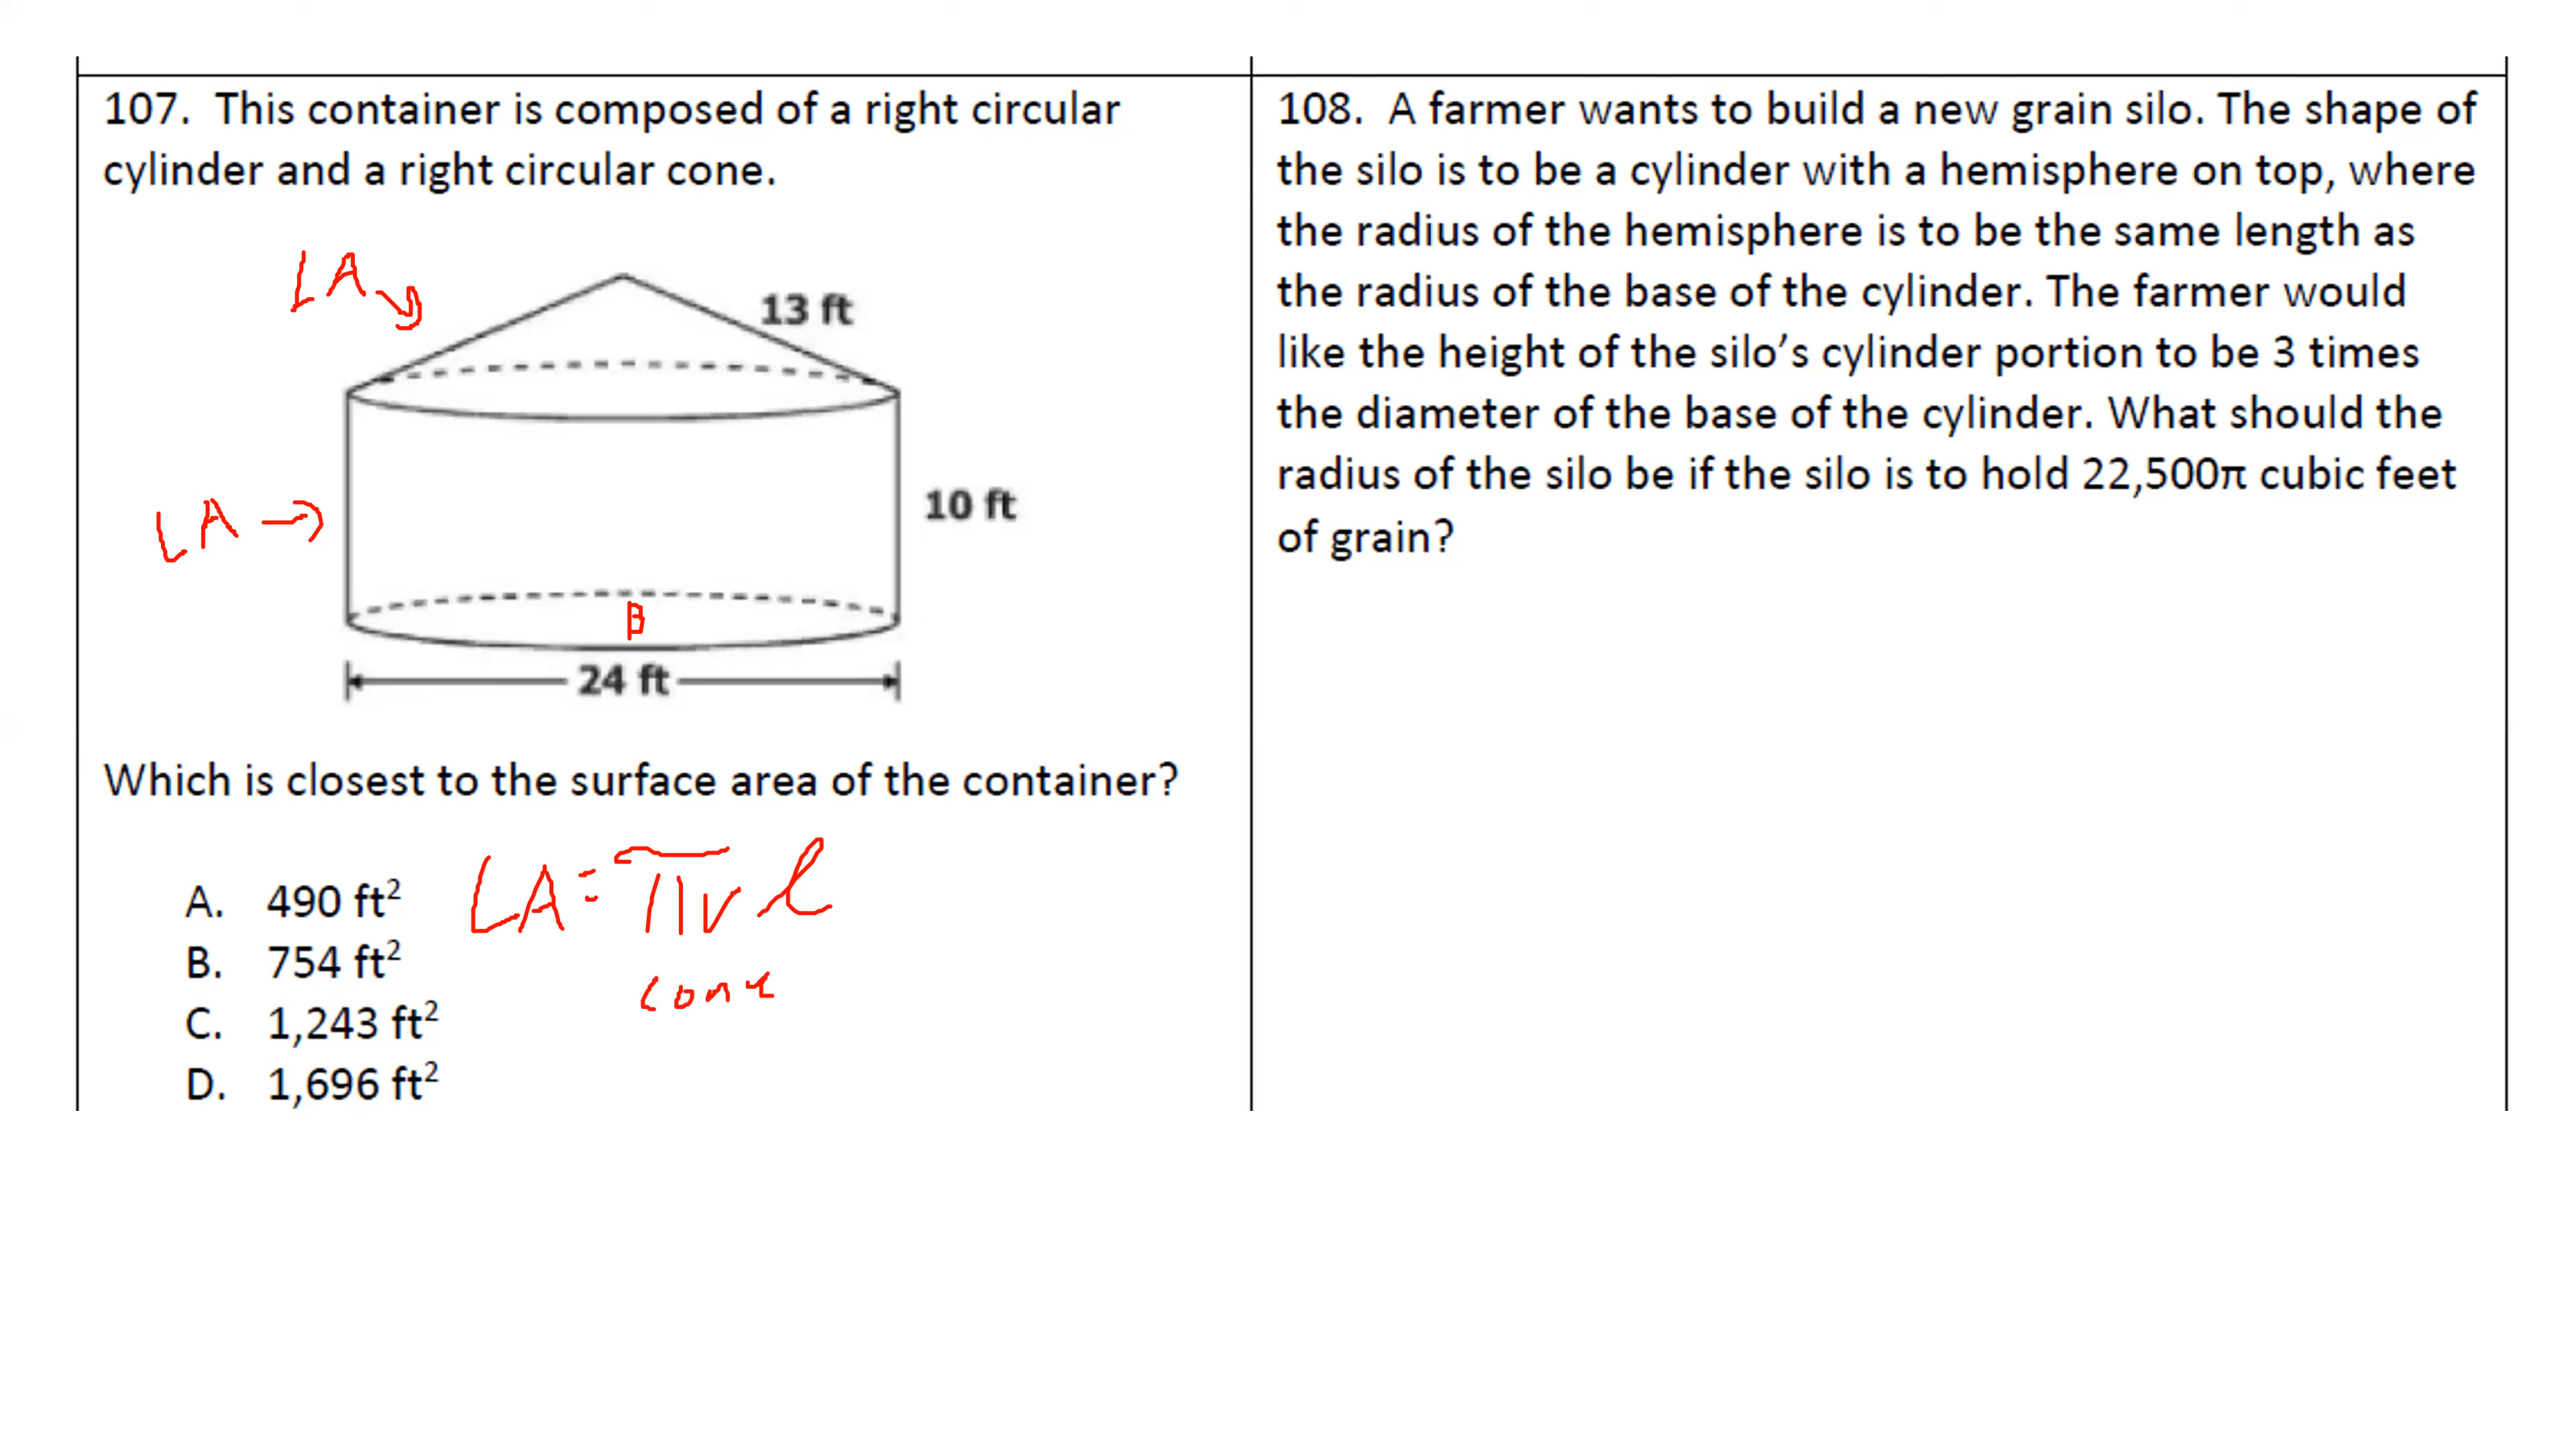 107.  This container is composed of a right circular
cylinder and a right circular cone.
LA
13 ft
LA
10 ft
B
24 ft
Which is closest to the surface area of the container?
A. 490 ft²
B. 754 ft²
C. 1,243 ft²
D. 1,696 ft²
LA = πr l
cone
108.  A farmer wants to build a new grain silo. The shape of
the silo is to be a cylinder with a hemisphere on top, where
the radius of the hemisphere is to be the same length as
the radius of the base of the cylinder. The farmer would
like the height of the silo’s cylinder portion to be 3 times
the diameter of the base of the cylinder. What should the
radius of the silo be if the silo is to hold 22,500π cubic feet
of grain?